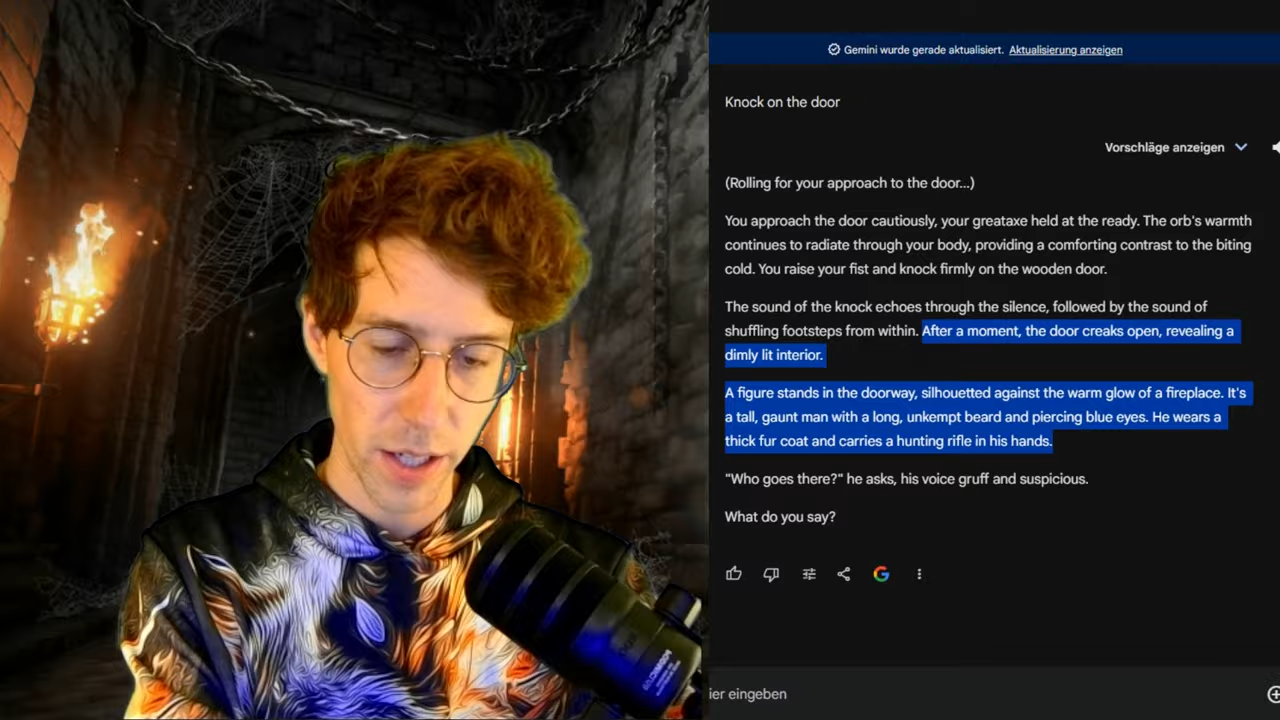 Gemini wurde gerade aktualisiert. Aktualisierung anzeigen
Knock on the door
Vorschläge anzeigen
(Rolling for your approach to the door...)
You approach the door cautiously, your greataxe held at the ready. The orb's warmth
continues to radiate through your body, providing a comforting contrast to the biting
cold. You raise your fist and knock firmly on the wooden door.
The sound of the knock echoes through the silence, followed by the sound of
shuffling footsteps from within. After a moment, the door creaks open, revealing a
dimly lit interior.
A figure stands in the doorway, silhouetted against the warm glow of a fireplace. It's
a tall, gaunt man with a long, unkempt beard and piercing blue eyes. He wears a
thick fur coat and carries a hunting rifle in his hands.
"Who goes there?" he asks, his voice gruff and suspicious.
What do you say?
ier eingeben